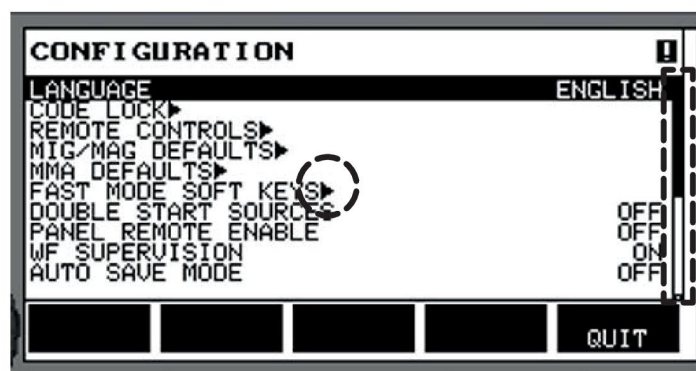 CONFIGURATION
LANGUAGE ENGLISH
CODE LOCK▶
REMOTE CONTROLS▶
MIG/MAG DEFAULTS▶
MMA DEFAULTS▶
FAST MODE SOFT KEYS▶
DOUBLE START SOURCES OFF
PANEL REMOTE ENABLE OFF
WF SUPERVISION ON
AUTO SAVE MODE OFF
QUIT